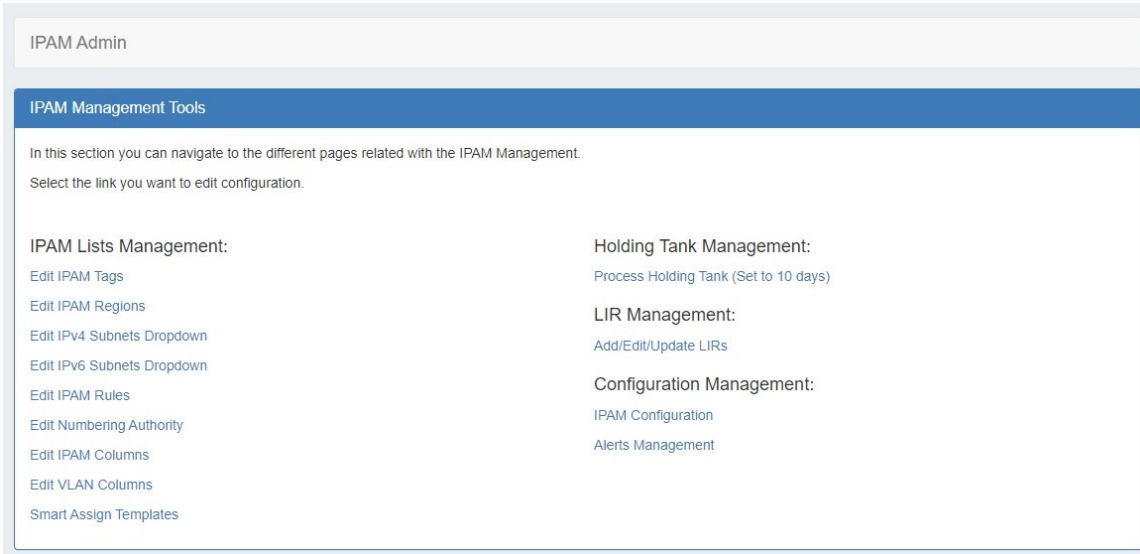 IPAM Admin
IPAM Management Tools
In this section you can navigate to the different pages related with the IPAM Management.
Select the link you want to edit configuration.
IPAM Lists Management:
Edit IPAM Tags
Edit IPAM Regions
Edit IPv4 Subnets Dropdown
Edit IPv6 Subnets Dropdown
Edit IPAM Rules
Edit Numbering Authority
Edit IPAM Columns
Edit VLAN Columns
Smart Assign Templates
Holding Tank Management:
Process Holding Tank (Set to 10 days)
LIR Management:
Add/Edit/Update LIRs
Configuration Management:
IPAM Configuration
Alerts Management